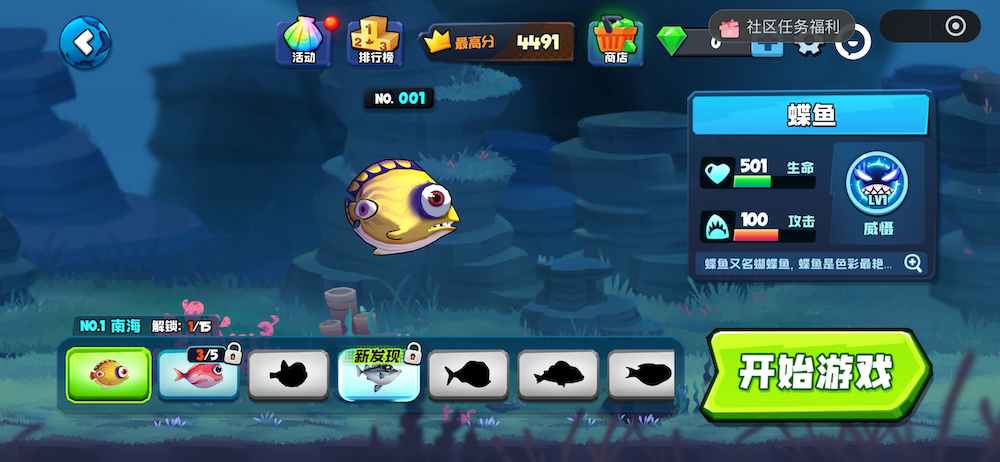 社区任务福利
活动
1
2
3
排行榜
最高分 4491
商店
NO. 001
蝶鱼
501 生命
100 攻击
LV1
威慑
蝶鱼又名蝴蝶鱼, 蝶鱼是色彩最艳...
NO.1 南海 解锁: 1/15
3/5
新发现
开始游戏